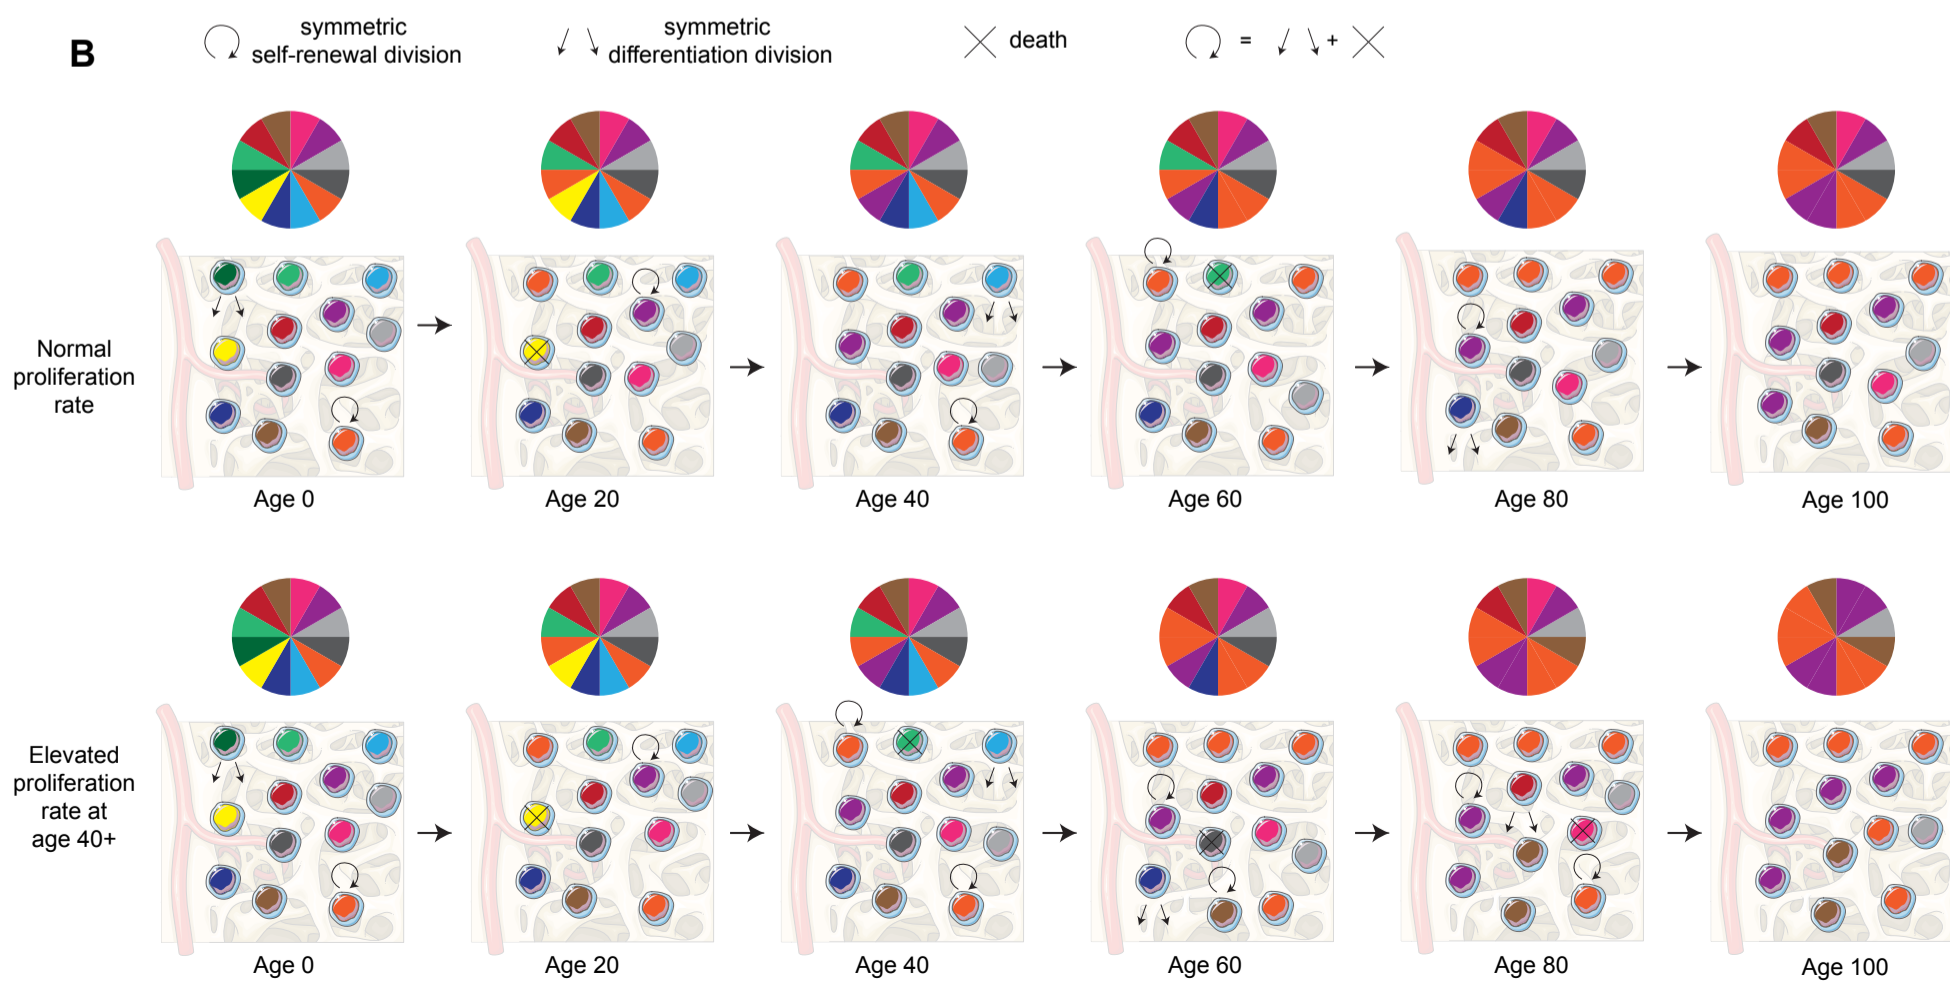 B
symmetric
self-renewal division
symmetric
differentiation division
death
=
+
Normal
proliferation
rate
Age 0
Age 20
Age 40
Age 60
Age 80
Age 100
Elevated
proliferation
rate at
age 40+
Age 0
Age 20
Age 40
Age 60
Age 80
Age 100